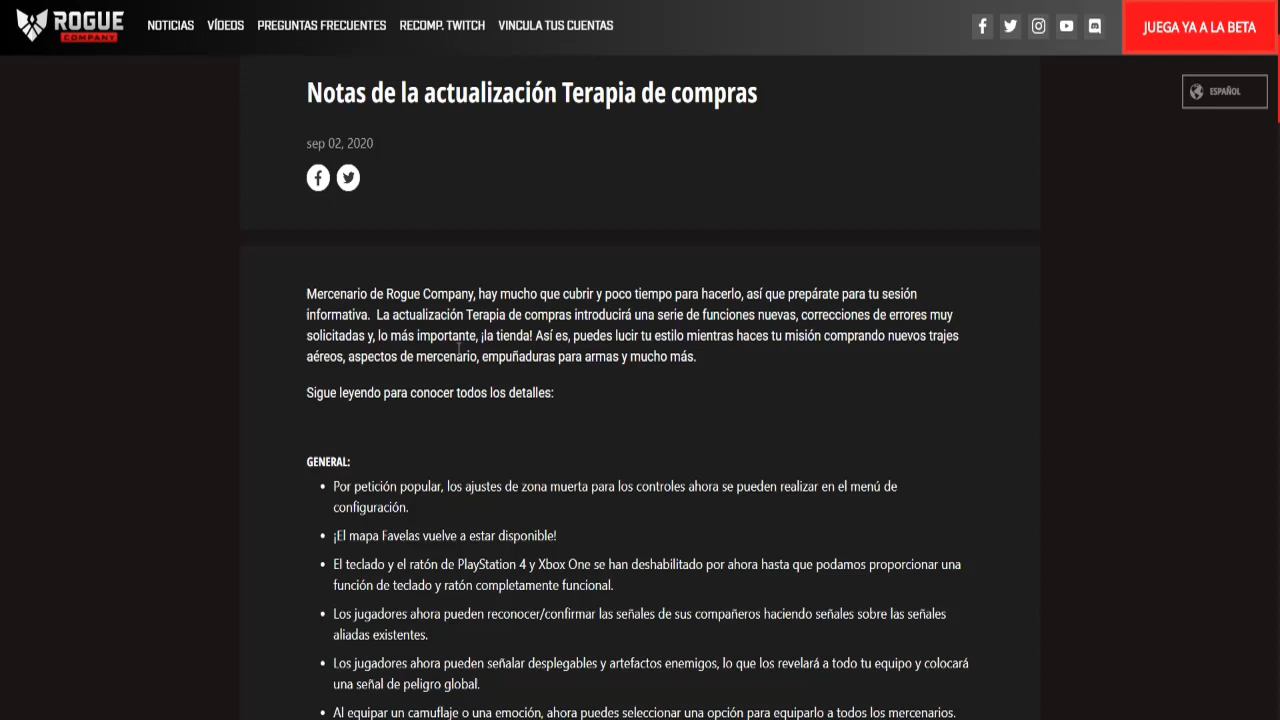 ROGUE
COMPANY
NOTICIAS VÍDEOS PREGUNTAS FRECUENTES RECOMP. TWITCH VINCULA TUS CUENTAS
JUEGA YA A LA BETA
ESPAÑOL
Notas de la actualización Terapia de compras
sep 02, 2020
Mercenario de Rogue Company, hay mucho que cubrir y poco tiempo para hacerlo, así que prepárate para tu sesión
informativa. La actualización Terapia de compras introducirá una serie de funciones nuevas, correcciones de errores muy
solicitadas y, lo más importante, ¡la tienda! Así es, puedes lucir tu estilo mientras haces tu misión comprando nuevos trajes
aéreos, aspectos de mercenario, empuñaduras para armas y mucho más.
Sigue leyendo para conocer todos los detalles:
GENERAL:
• Por petición popular, los ajustes de zona muerta para los controles ahora se pueden realizar en el menú de
configuración.
• ¡El mapa Favelas vuelve a estar disponible!
• El teclado y el ratón de PlayStation 4 y Xbox One se han deshabilitado por ahora hasta que podamos proporcionar una
función de teclado y ratón completamente funcional.
• Los jugadores ahora pueden reconocer/confirmar las señales de sus compañeros haciendo señales sobre las señales
aliadas existentes.
• Los jugadores ahora pueden señalar desplegables y artefactos enemigos, lo que los revelará a todo tu equipo y colocará
una señal de peligro global.
• Al equipar un camuflaje o una emoción, ahora puedes seleccionar una opción para equiparlo a todos los mercenarios.